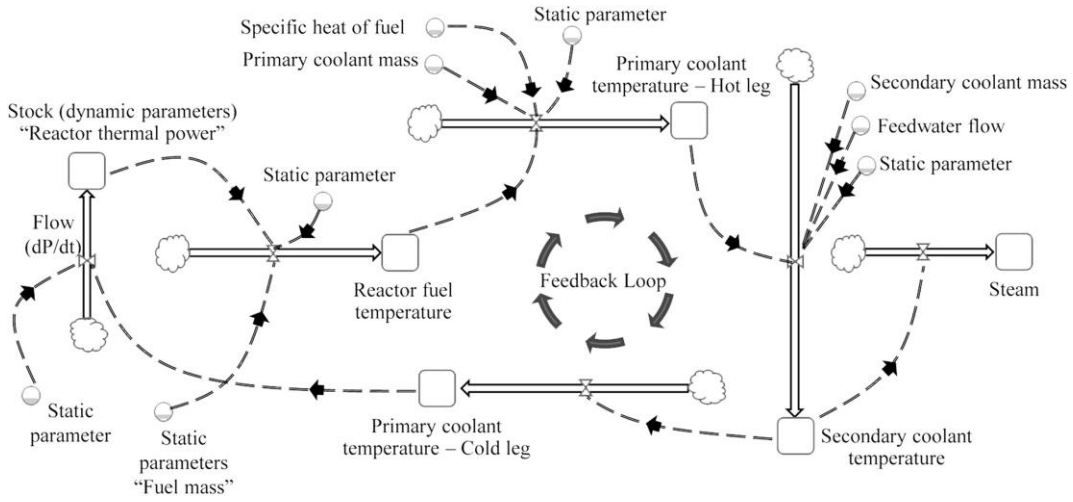 Specific heat of fuel
Static parameter
Primary coolant mass
Primary coolant
temperature – Hot leg
Secondary coolant mass
Feedwater flow
Static parameter
Stock (dynamic parameters)
“Reactor thermal power”
Static parameter
Flow
(dP/dt)
Reactor fuel
temperature
Feedback Loop
Steam
Static
parameter
Static
parameters
“Fuel mass”
Primary coolant
temperature – Cold leg
Secondary coolant
temperature